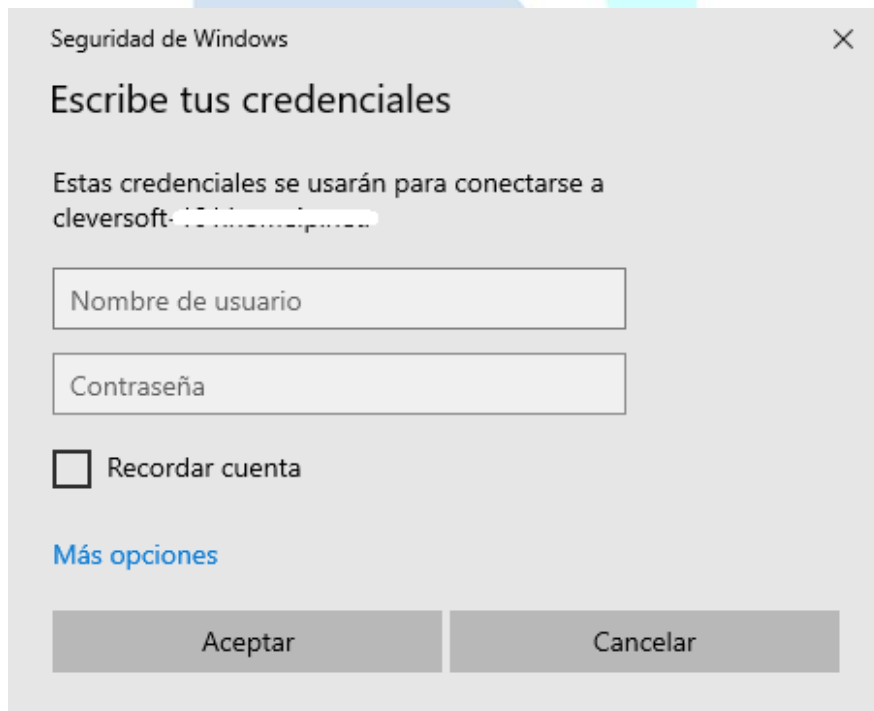 Seguridad de Windows
Escribe tus credenciales
Estas credenciales se usarán para conectarse a
cleversoft-
Nombre de usuario
Contraseña
Recordar cuenta
Más opciones
Aceptar
Cancelar